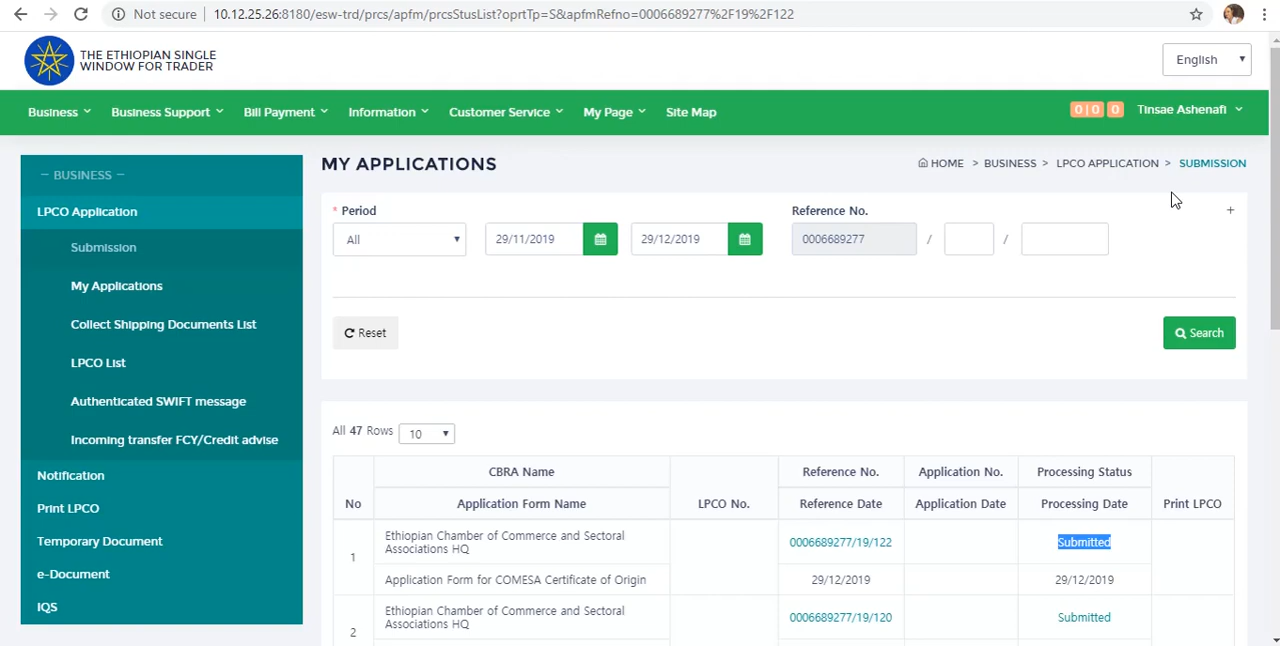 Not secure
10.12.25.26:8180/esw-trd/prcs/apfm/prcsStusList?oprtTp=S&apfmRefno=0006689277%2F19%2F122
THE ETHIOPIAN SINGLE
WINDOW FOR TRADER
English
Business
Business Support
Bill Payment
Information
Customer Service
My Page
Site Map
0 | 0
0
Tinsae Ashenafi
— BUSINESS —
LPCO Application
Submission
My Applications
Collect Shipping Documents List
LPCO List
Authenticated SWIFT message
Incoming transfer FCY/Credit advise
Notification
Print LPCO
Temporary Document
e-Document
IQS
MY APPLICATIONS
HOME > BUSINESS > LPCO APPLICATION > SUBMISSION
* Period
Reference No.
+
All
29/11/2019
29/12/2019
0006689277
/
/
Reset
Search
All 47 Rows
10
No
CBRA Name
Application Form Name
LPCO No.
Reference No.
Reference Date
Application No.
Application Date
Processing Status
Processing Date
Print LPCO
1
Ethiopian Chamber of Commerce and Sectoral
Associations HQ
0006689277/19/122
Submitted
Application Form for COMESA Certificate of Origin
29/12/2019
29/12/2019
2
Ethiopian Chamber of Commerce and Sectoral
Associations HQ
0006689277/19/120
Submitted